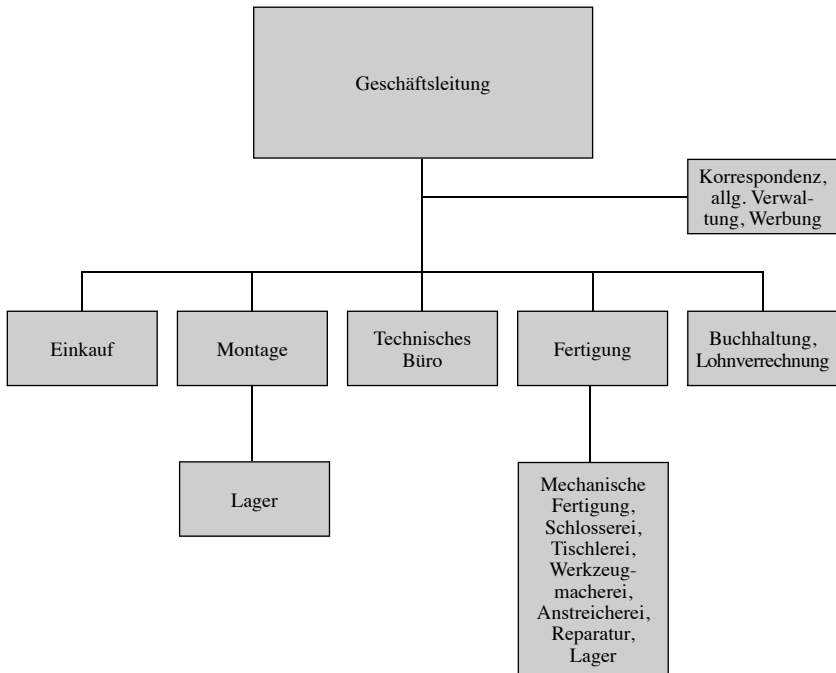 Geschäftsleitung
Korrespondenz,
allg. Verwal-
tung, Werbung
Einkauf
Montage
Technisches
Büro
Fertigung
Buchhaltung,
Lohnverrechnung
Lager
Mechanische
Fertigung,
Schlosserei,
Tischlerei,
Werkzeug-
macherei,
Anstreicherei,
Reparatur,
Lager